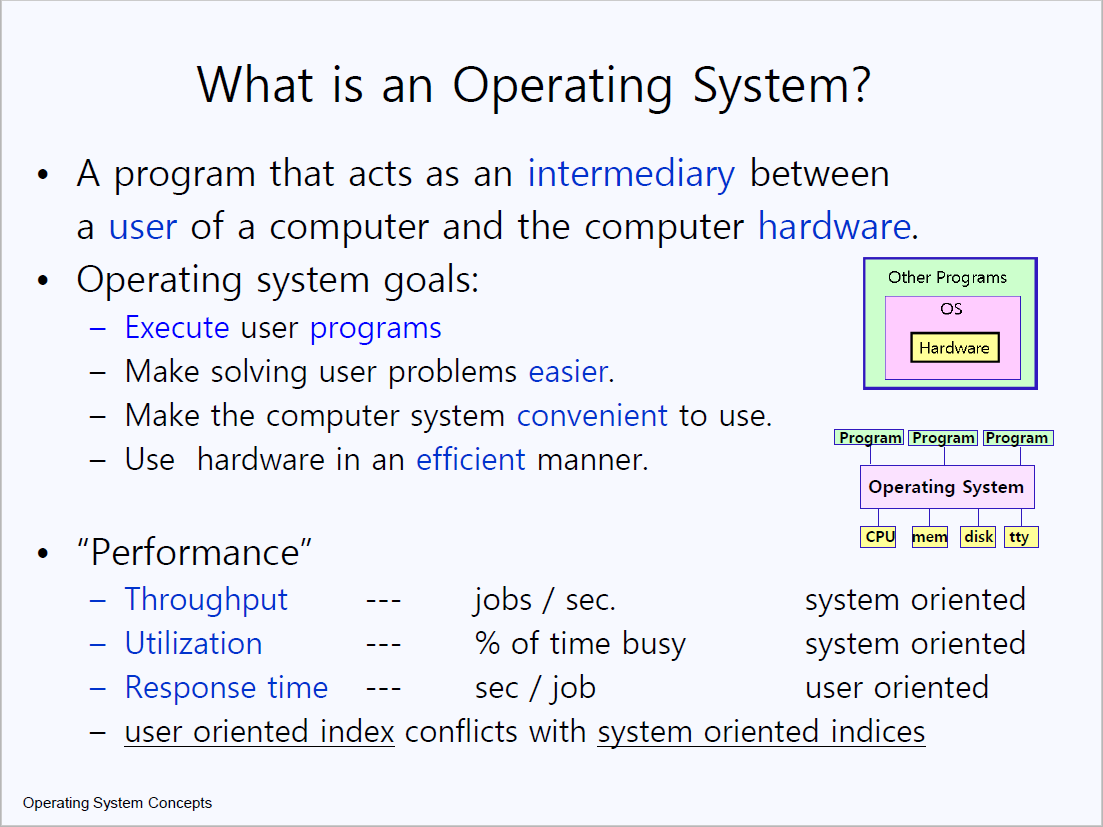 What is an Operating System?
• A program that acts as an intermediary between
a user of a computer and the computer hardware.
• Operating system goals:
– Execute user programs
– Make solving user problems easier.
– Make the computer system convenient to use.
– Use hardware in an efficient manner.
Other Programs
OS
Hardware
Program Program Program
Operating System
CPU mem disk tty
• “Performance”
– Throughput --- jobs / sec. system oriented
– Utilization --- % of time busy system oriented
– Response time --- sec / job user oriented
– user oriented index conflicts with system oriented indices
Operating System Concepts